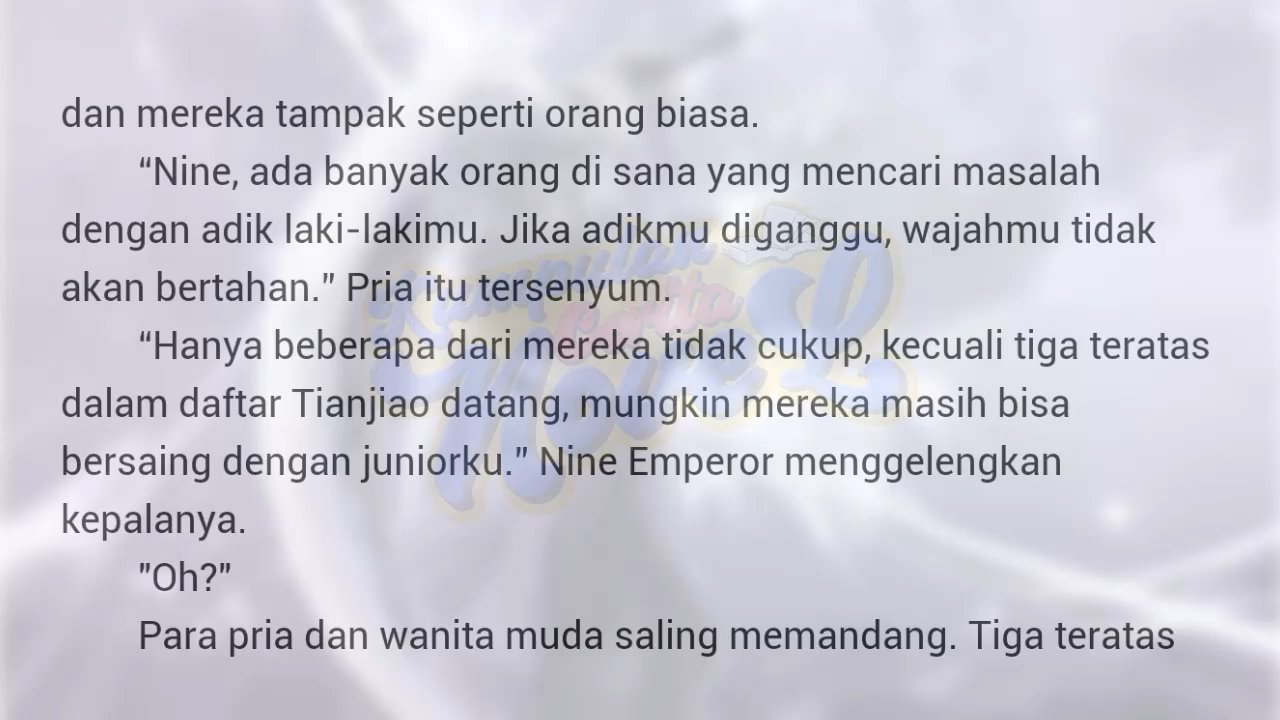 dan mereka tampak seperti orang biasa.
“Nine, ada banyak orang di sana yang mencari masalah
dengan adik laki-lakimu. Jika adikmu diganggu, wajahmu tidak
akan bertahan.” Pria itu tersenyum.
“Hanya beberapa dari mereka tidak cukup, kecuali tiga teratas
dalam daftar Tianjiao datang, mungkin mereka masih bisa
bersaing dengan juniorku.” Nine Emperor menggelengkan
kepalanya.
"Oh?"
Para pria dan wanita muda saling memandang. Tiga teratas
Kumpulan
Cerita
Novel